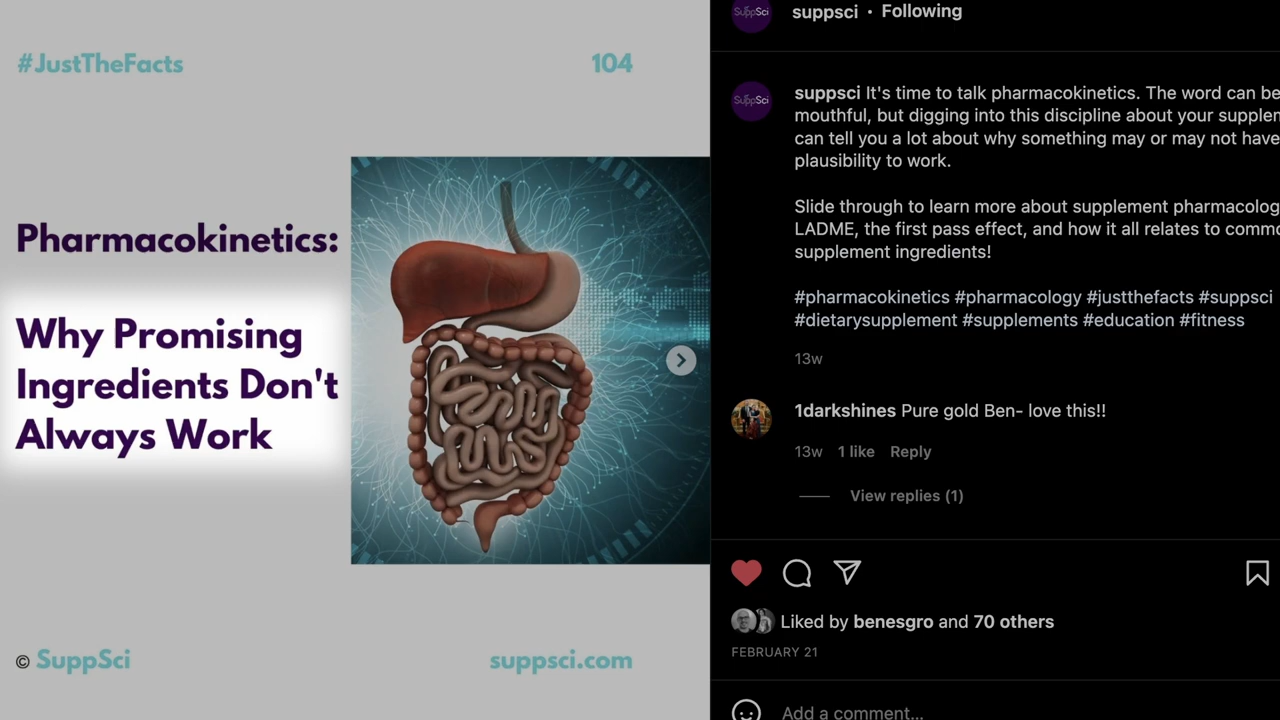 #JustTheFacts
104
Pharmacokinetics:
Why Promising
Ingredients Don't
Always Work
© SuppSci
suppsci.com
SuppSci
suppsci • Following
SuppSci
suppsci It's time to talk pharmacokinetics. The word can be
mouthful, but digging into this discipline about your supplem
can tell you a lot about why something may or may not have
plausibility to work.
Slide through to learn more about supplement pharmacolog
LADME, the first pass effect, and how it all relates to commo
supplement ingredients!
#pharmacokinetics #pharmacology #justthefacts #suppsci
#dietarysupplement #supplements #education #fitness
13w
1darkshines Pure gold Ben- love this!!
13w 1 like Reply
View replies (1)
Liked by benesgro and 70 others
FEBRUARY 21
Add a comment...